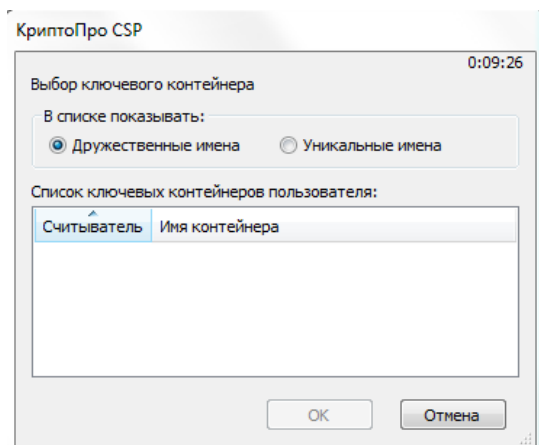 КриптоПро CSP
0:09:26
Выбор ключевого контейнера
В списке показывать:
Дружественные имена Уникальные имена
Список ключевых контейнеров пользователя:
Считыватель Имя контейнера
OK Отмена